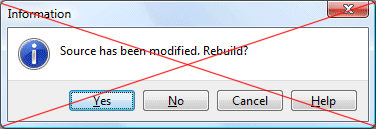 Information
Source has been modified. Rebuild?
Yes
No
Cancel
Help